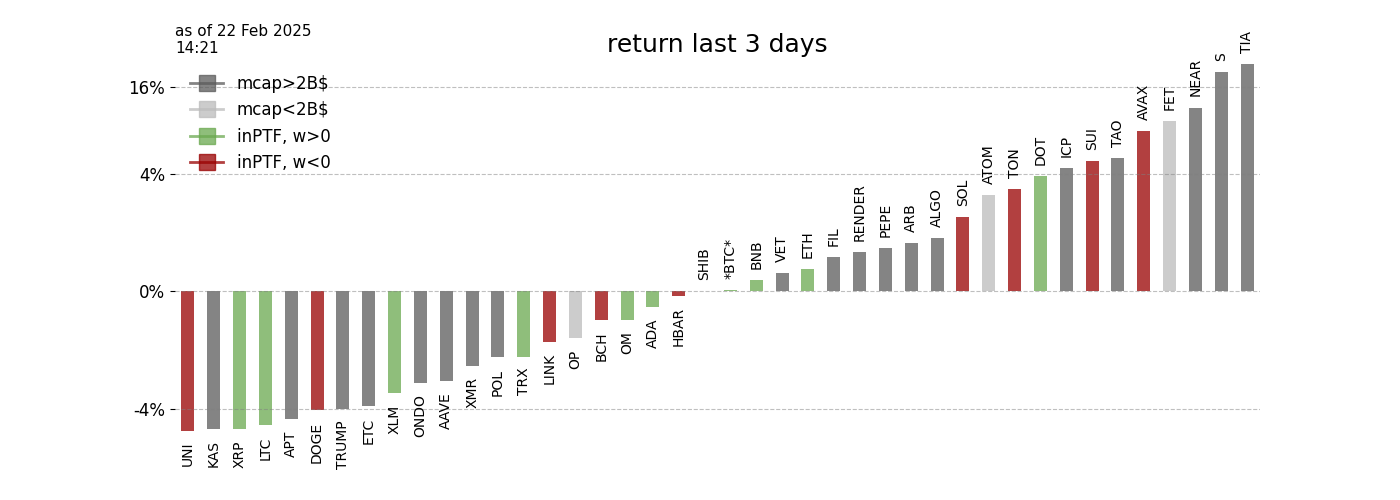 as of 22 Feb 2025
14:21
return last 3 days
mcap>2B$
mcap<2B$
inPTF, w>0
inPTF, w<0
16%
4%
0%
-4%
UNI
KAS
XRP
LTC
APT
DOGE
TRUMP
ETC
XLM
ONDO
AAVE
XMR
POL
TRX
LINK
OP
BCH
OM
ADA
HBAR
SHIB
*BTC*
BNB
VET
ETH
FIL
RENDER
PEPE
ARB
ALGO
SOL
ATOM
TON
DOT
ICP
SUI
TAO
AVAX
FET
NEAR
S
TIA